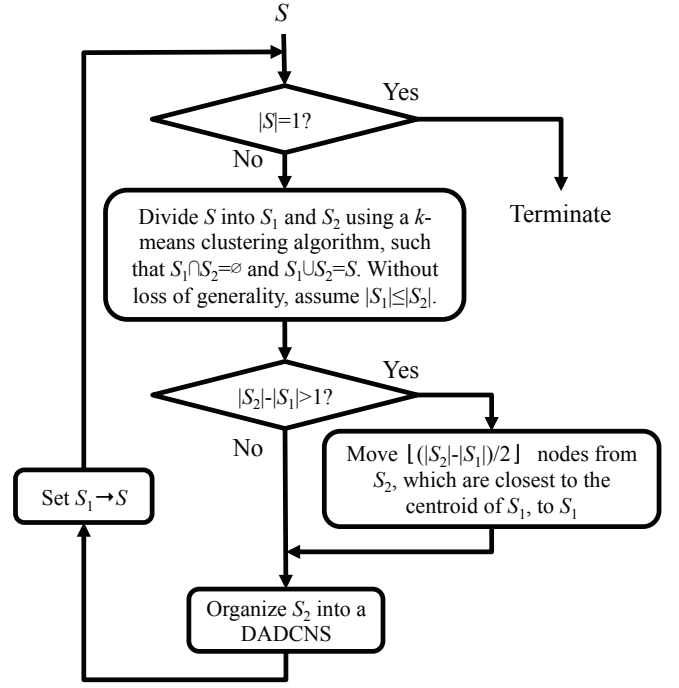 S
|S|=1?
Yes
No
Terminate
Divide S into S₁ and S₂ using a k-
means clustering algorithm, such
that S₁∩S₂=∅ and S₁∪S₂=S. Without
loss of generality, assume |S₁|≤|S₂|.
|S₂|-|S₁|>1?
Yes
No
Move ⌊(|S₂|-|S₁|)/2⌋ nodes from
S₂, which are closest to the
centroid of S₁, to S₁
Set S₁→S
Organize S₂ into a
DADCNS